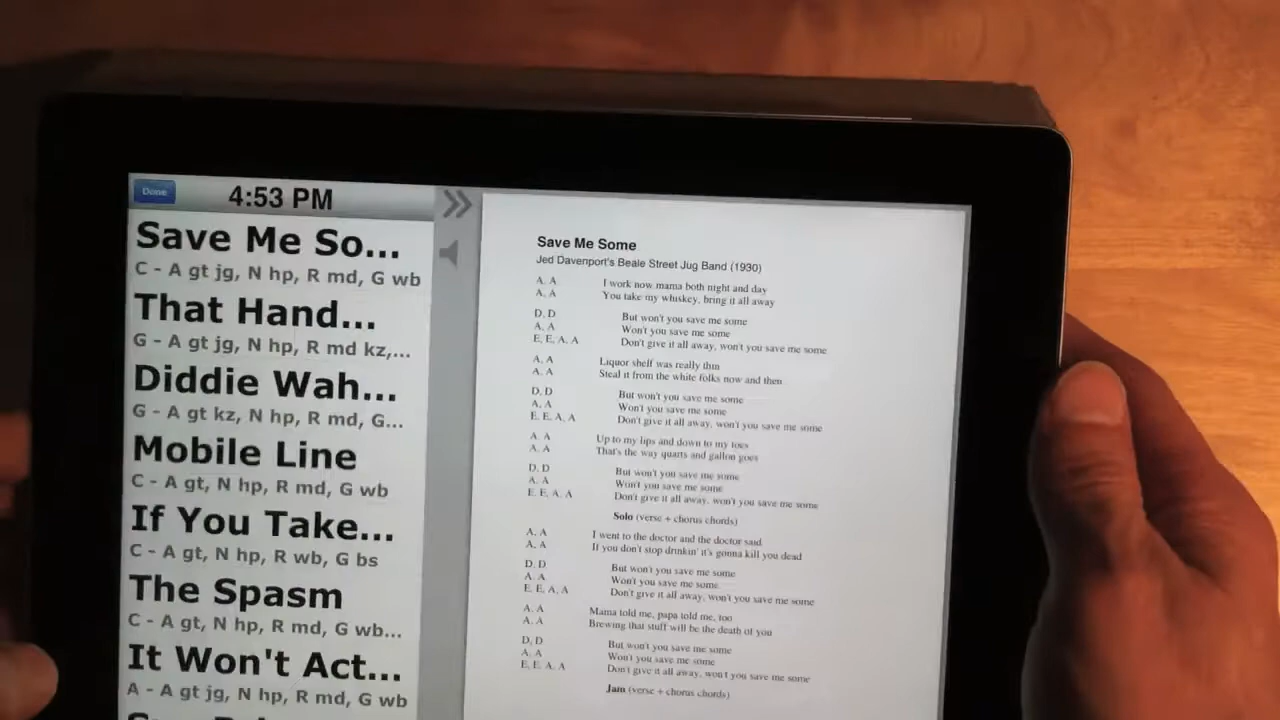 Done
4:53 PM
Save Me So...
C - A gt jg, N hp, R md, G wb
That Hand...
G - A gt jg, N hp, R md kz,...
Diddie Wah...
G - A gt kz, N hp, R md, G...
Mobile Line
C - A gt, N hp, R md, G wb
If You Take...
C - A gt, N hp, R wb, G bs
The Spasm
C - A gt, N hp, R md, G wb...
It Won't Act...
A - A gt jg, N hp, R md, G wb
Save Me Some
Jed Davenport's Beale Street Jug Band (1930)
A. A I work now mama both night and day
A. A You take my whiskey, bring it all away
D. D But won't you save me some
A. A Won't you save me some
E. E. A. A Don't give it all away, won't you save me some
A. A Liquor shelf was really thin
A. A Steal it from the white folks now and then
D. D But won't you save me some
A. A Won't you save me some
E. E. A. A Don't give it all away, won't you save me some
A. A Up to my lips and down to my toes
A. A That's the way quarts and gallon goes
D. D But won't you save me some
A. A Won't you save me some
E. E. A. A Don't give it all away, won't you save me some
Solo (verse + chorus chords)
A. A I went to the doctor and the doctor said
A. A If you don't stop drinkin' it's gonna kill you dead
D. D But won't you save me some
A. A Won't you save me some
E. E. A. A Don't give it all away, won't you save me some
A. A Mama told me, papa told me, too
A. A Brewing that stuff will be the death of you
D. D But won't you save me some
A. A Won't you save me some
E. E. A. A Don't give it all away, won't you save me some
Jam (verse + chorus chords)